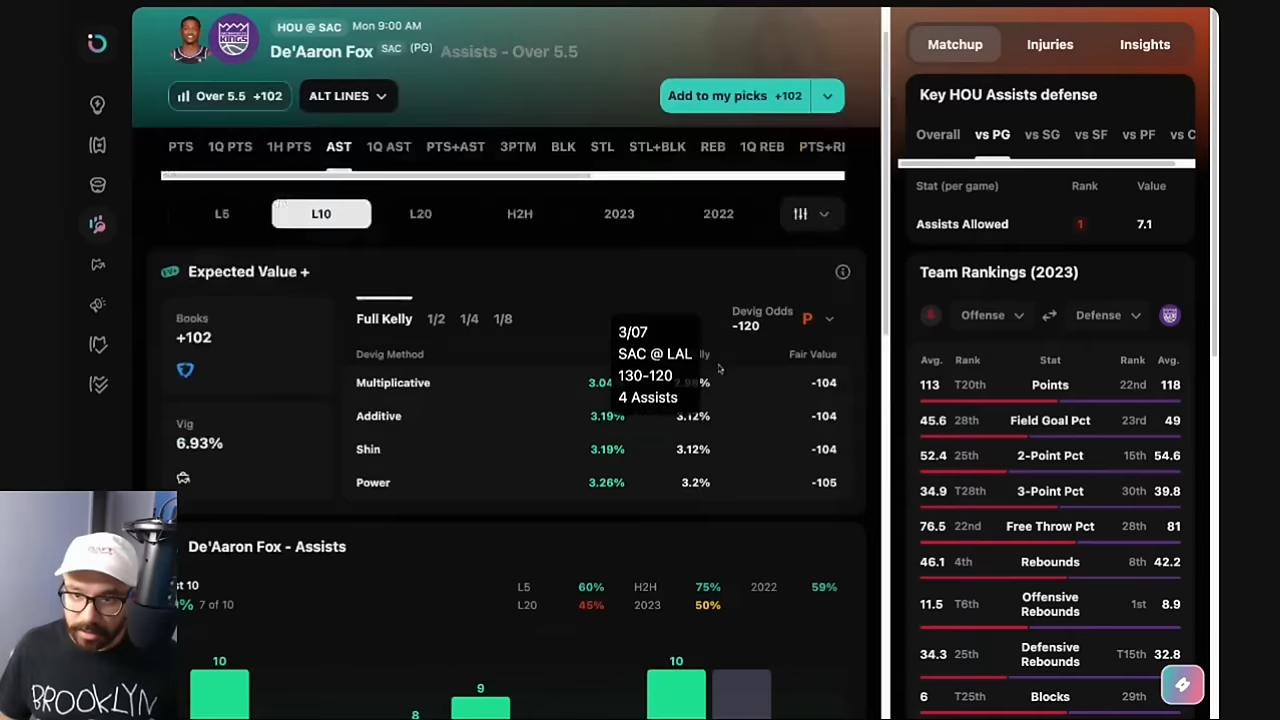 HOU @ SAC Mon 9:00 AM
De'Aaron Fox SAC (PG) Assists - Over 5.5
Over 5.5 +102 ALT LINES
Add to my picks +102
PTS 1Q PTS 1H PTS AST 1Q AST PTS+AST 3PTM BLK STL STL+BLK REB 1Q REB PTS+RI
L5 L10 L20 H2H 2023 2022
Expected Value +
Books
+102
Vig
6.93%
Full Kelly 1/2 1/4 1/8
Devig Odds
-120 P
Devig Method Fair Value
Multiplicative 3.04 2.98% -104
Additive 3.19% 3.12% -104
Shin 3.19% 3.12% -104
Power 3.26% 3.2% -105
3/07
SAC @ LAL
130-120
4 Assists
De'Aaron Fox - Assists
st 10
% 7 of 10
L5 60% H2H 75% 2022 59%
L20 45% 2023 50%
10
8
9
10
Matchup Injuries Insights
Key HOU Assists defense
Overall vs PG vs SG vs SF vs PF vs C
Stat (per game) Rank Value
Assists Allowed 1 7.1
Team Rankings (2023)
Offense Defense
Avg. Rank Stat Rank Avg.
113 T20th Points 22nd 118
45.6 28th Field Goal Pct 23rd 49
52.4 25th 2-Point Pct 15th 54.6
34.9 T28th 3-Point Pct 30th 39.8
76.5 22nd Free Throw Pct 28th 81
46.1 4th Rebounds 8th 42.2
11.5 T6th Offensive Rebounds 1st 8.9
34.3 25th Defensive Rebounds T15th 32.8
6 T25th Blocks 29th
BROOKLYN